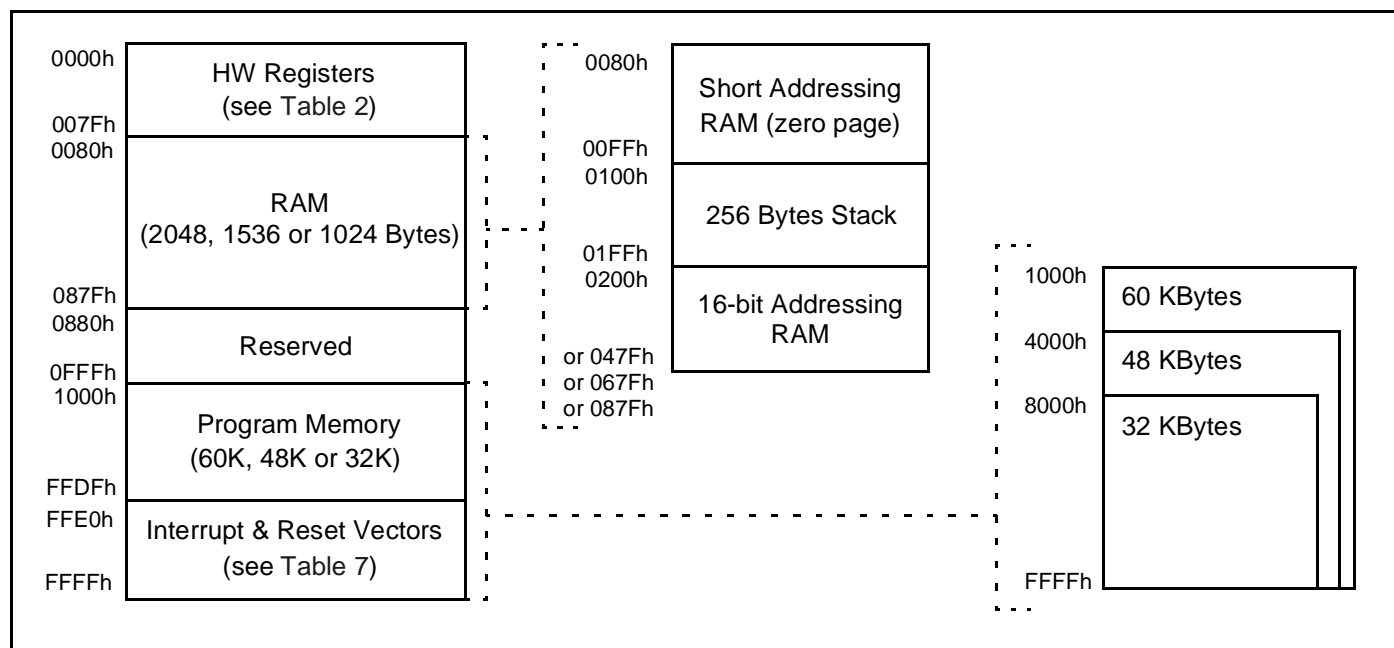 0000h
HW Registers
(see Table 2)
007Fh
0080h
RAM
(2048, 1536 or 1024 Bytes)
087Fh
0880h
Reserved
0FFFh
1000h
Program Memory
(60K, 48K or 32K)
FFDFh
FFE0h
Interrupt & Reset Vectors
(see Table 7)
FFFFh
0080h
Short Addressing
RAM (zero page)
00FFh
0100h
256 Bytes Stack
01FFh
0200h
16-bit Addressing
RAM
or 047Fh
or 067Fh
or 087Fh
1000h
60 KBytes
4000h
48 KBytes
8000h
32 KBytes
FFFFh